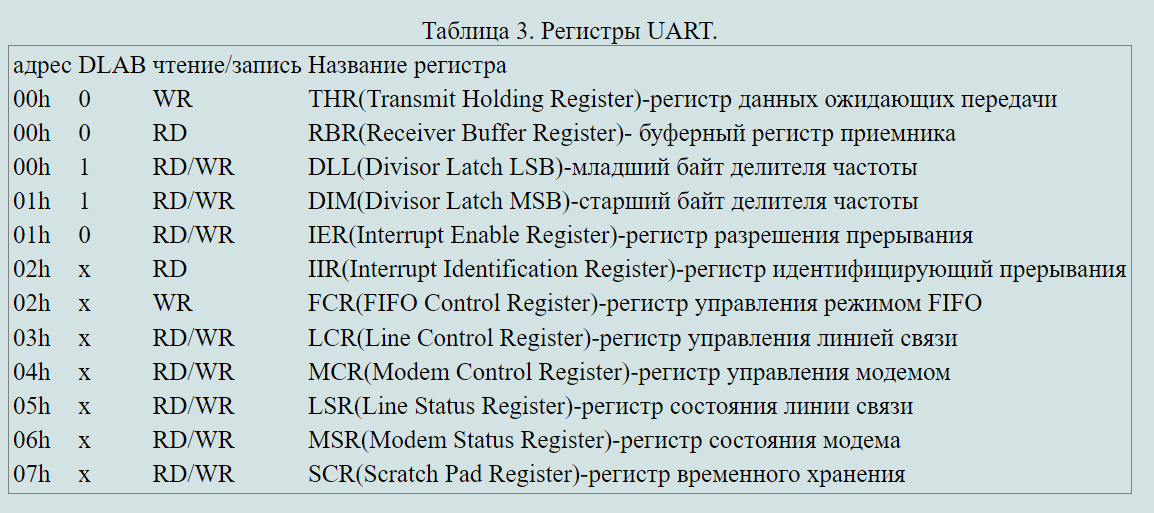 Таблица 3. Регистры UART.
адрес DLAB чтение/запись Название регистра
00h 0 WR THR(Transmit Holding Register)-регистр данных ожидающих передачи
00h 0 RD RBR(Receiver Buffer Register)- буферный регистр приемника
00h 1 RD/WR DLL(Divisor Latch LSB)-младший байт делителя частоты
01h 1 RD/WR DIM(Divisor Latch MSB)-старший байт делителя частоты
01h 0 RD/WR IER(Interrupt Enable Register)-регистр разрешения прерывания
02h x RD IIR(Interrupt Identification Register)-регистр идентифицирующий прерывания
02h x WR FCR(FIFO Control Register)-регистр управления режимом FIFO
03h x RD/WR LCR(Line Control Register)-регистр управления линией связи
04h x RD/WR MCR(Modem Control Register)-регистр управления модемом
05h x RD/WR LSR(Line Status Register)-регистр состояния линии связи
06h x RD/WR MSR(Modem Status Register)-регистр состояния модема
07h x RD/WR SCR(Scratch Pad Register)-регистр временного хранения